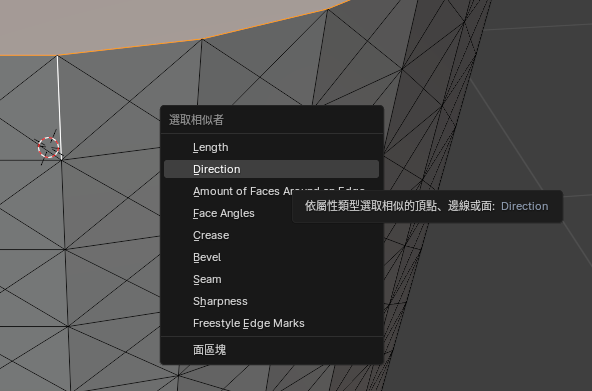 選取相似者
Length
Direction
Amount of Faces Around an Edge
Face Angles
依屬性類型選取相似的頂點、邊線或面: Direction
Crease
Bevel
Seam
Sharpness
Freestyle Edge Marks
面區塊